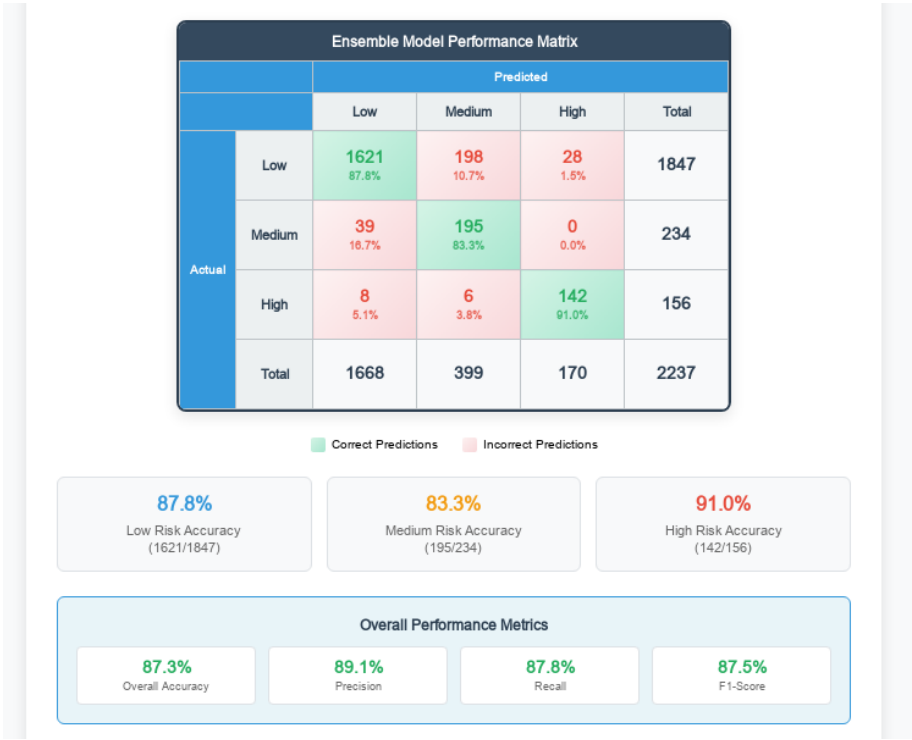 Ensemble Model Performance Matrix
Predicted
Low Medium High Total
Actual
Low 1621 198 28 1847
87.8% 10.7% 1.5%
Medium 39 195 0 234
16.7% 83.3% 0.0%
High 8 6 142 156
5.1% 3.8% 91.0%
Total 1668 399 170 2237
Correct Predictions Incorrect Predictions
87.8% 83.3% 91.0%
Low Risk Accuracy Medium Risk Accuracy High Risk Accuracy
(1621/1847) (195/234) (142/156)
Overall Performance Metrics
87.3% 89.1% 87.8% 87.5%
Overall Accuracy Precision Recall F1-Score